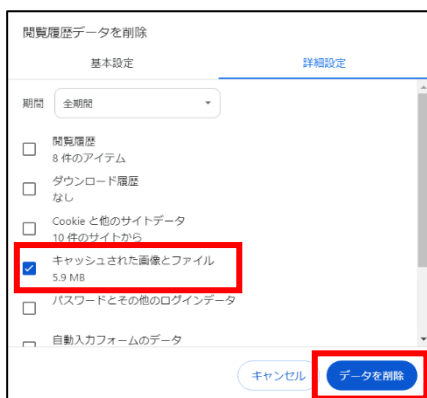 閲覧履歴データを削除
基本設定 詳細設定
期間 全期間
閲覧履歴
8 件のアイテム
ダウンロード履歴
なし
Cookie と他のサイトデータ
10 件のサイトから
キャッシュされた画像とファイル
5.9 MB
パスワードとその他のログインデータ
自動入力フォームのデータ
キャンセル データを削除